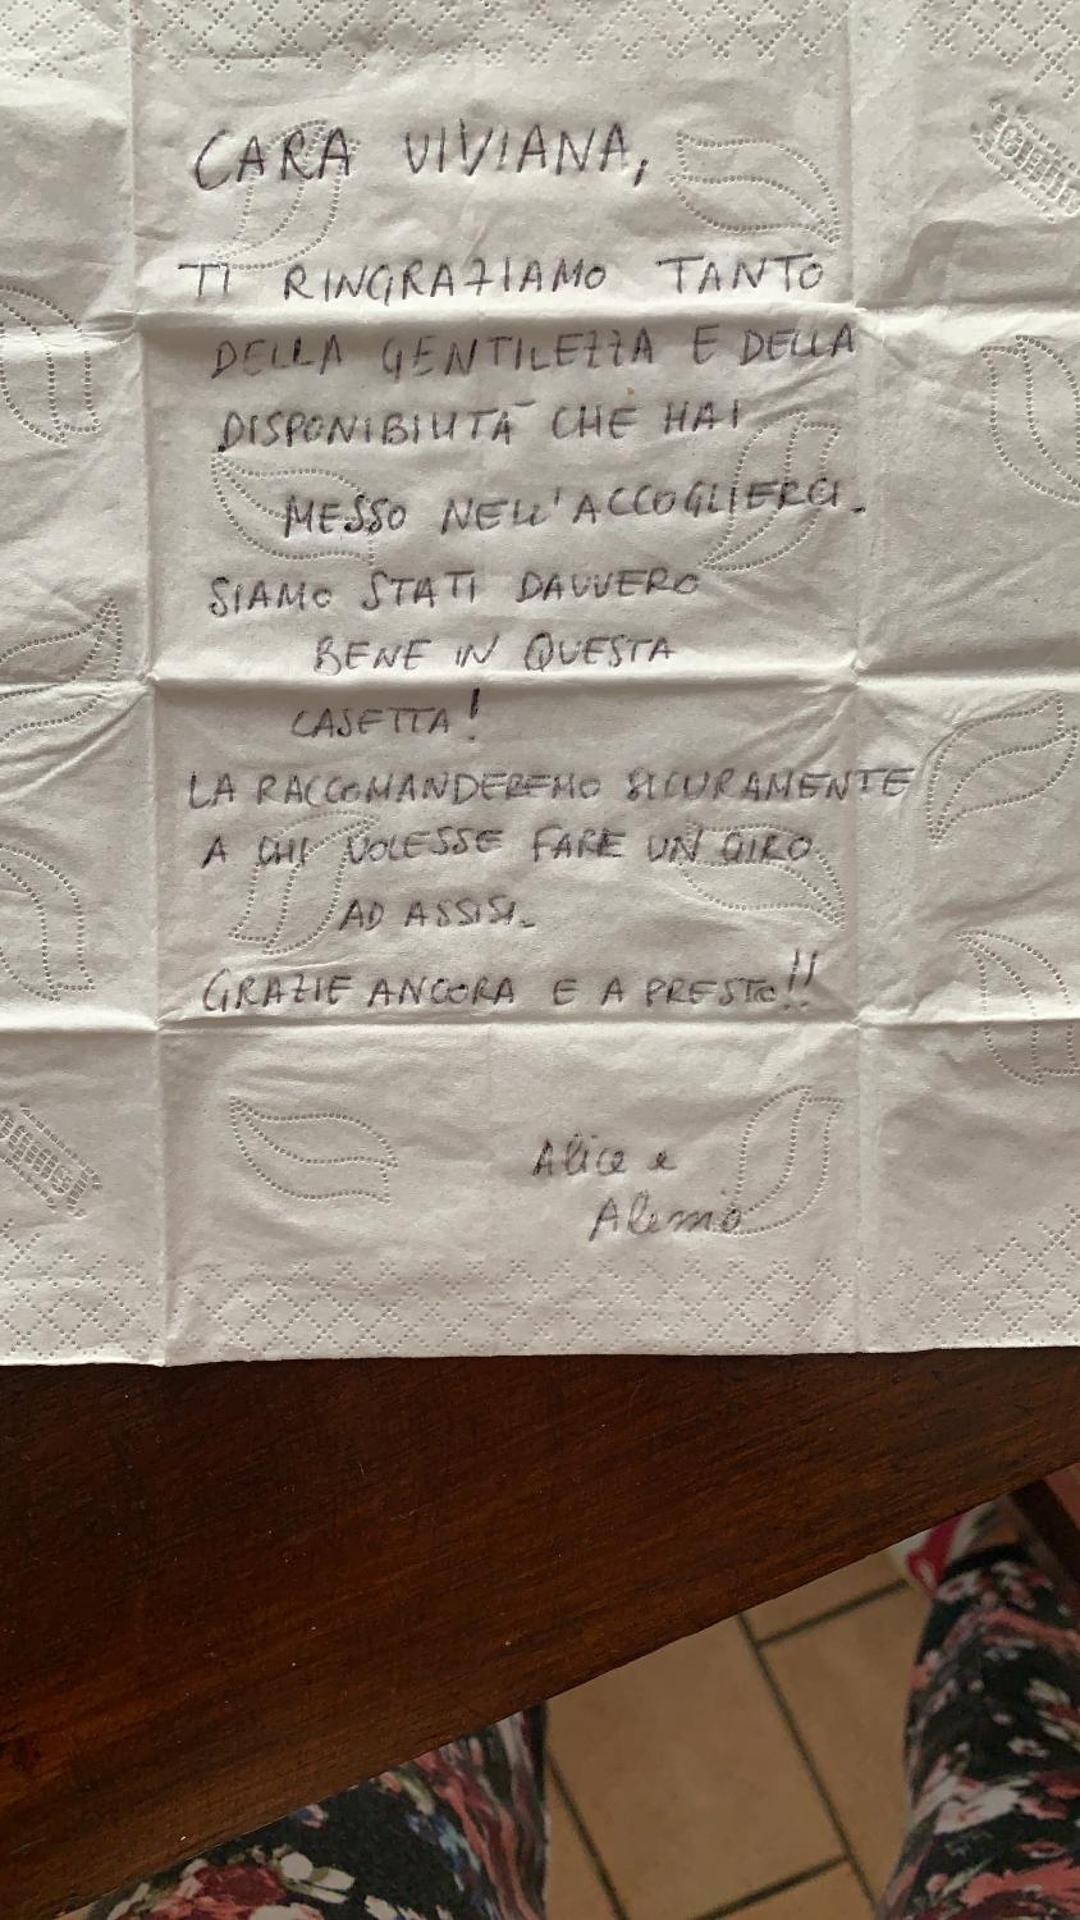 CARA VIVIANA,
TI RINGRAZIAMO TANTO
DELLA GENTILEZZA E DELLA
DISPONIBILITÀ CHE HAI
MESSO NELL'ACCOGLIERCI.
SIAMO STATI DAVVERO
BENE IN QUESTA
CASETTA!
LA RACCOMANDEREMO SICURAMENTE
A CHI VOLESSE FARE UN GIRO
AD ASSISI.
GRAZIE ANCORA E A PRESTO!!
Alice e